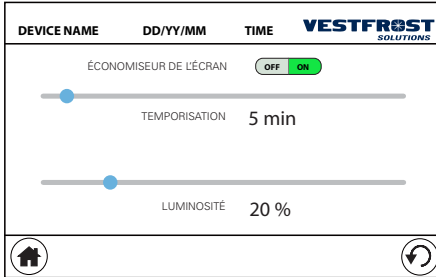 DEVICE NAME DD/YY/MM TIME VESTFROST
SOLUTIONS
ÉCONOMISEUR DE L'ÉCRAN OFF ON
TEMPORISATION 5 min
LUMINOSITÉ 20 %